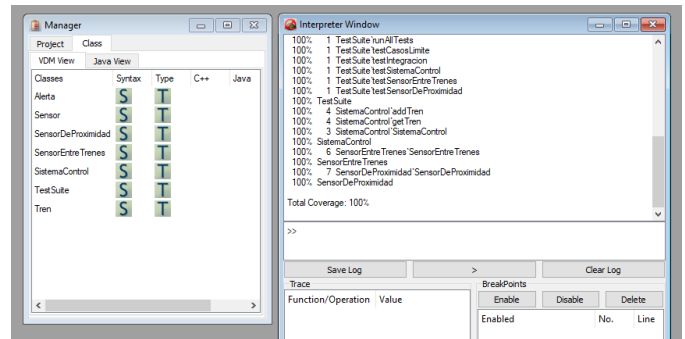 Manager
Project Class
VDM View Java View
Classes Syntax Type C++ Java
Alerta S T
Sensor S T
SensorDeProximidad S T
SensorEntreTrenes S T
SistemaControl S T
TestSuite S T
Tren S T
Interpreter Window
100% 1 TestSuite`runAllTests
100% 1 TestSuite`testCasosLimite
100% 1 TestSuite`testIntegracion
100% 1 TestSuite`testSistemaControl
100% 1 TestSuite`testSensorEntreTrenes
100% 1 TestSuite`testSensorDeProximidad
100% TestSuite
100% 4 SistemaControl`addTren
100% 4 SistemaControl`getTren
100% 3 SistemaControl`SistemaControl
100% SistemaControl
100% 6 SensorEntreTrenes`SensorEntreTrenes
100% SensorEntreTrenes
100% 7 SensorDeProximidad`SensorDeProximidad
100% SensorDeProximidad
Total Coverage: 100%
>>
Save Log > Clear Log
Trace
Function/Operation Value
BreakPoints
Enable Disable Delete
Enabled No. Line